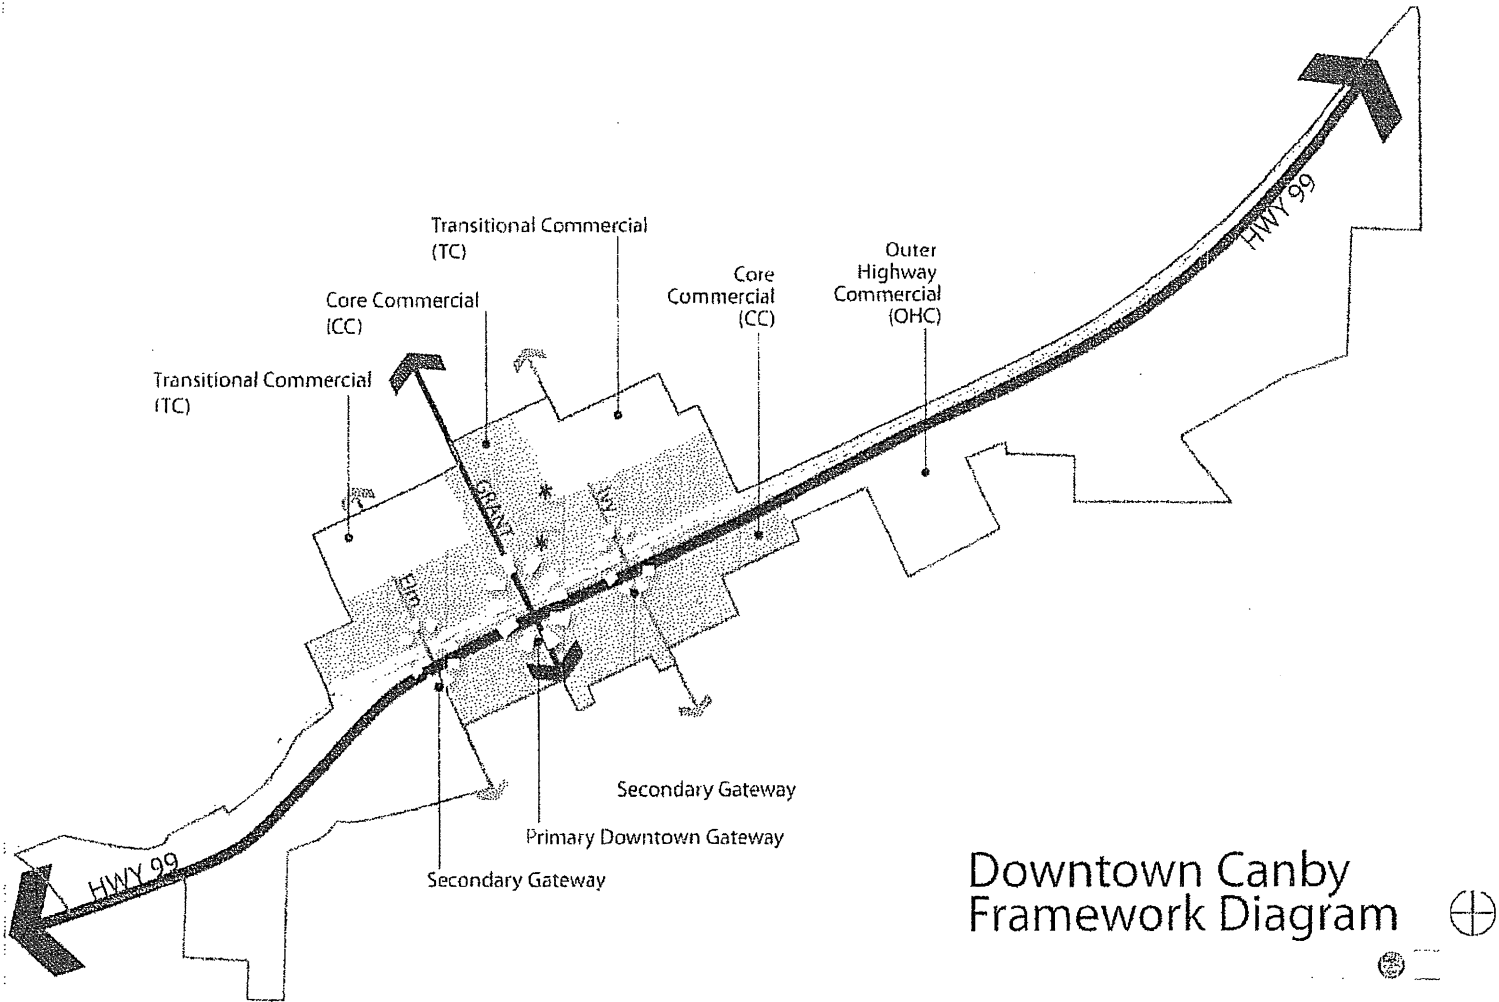 Transitional Commercial
(TC)
Core Commercial
(CC)
Transitional Commercial
(TC)
Core
Commercial
(CC)
Outer
Highway
Commercial
(OHC)
HWY 99
GRANT
Ivy
Elm
HWY 99
Secondary Gateway
Primary Downtown Gateway
Secondary Gateway
Downtown Canby
Framework Diagram